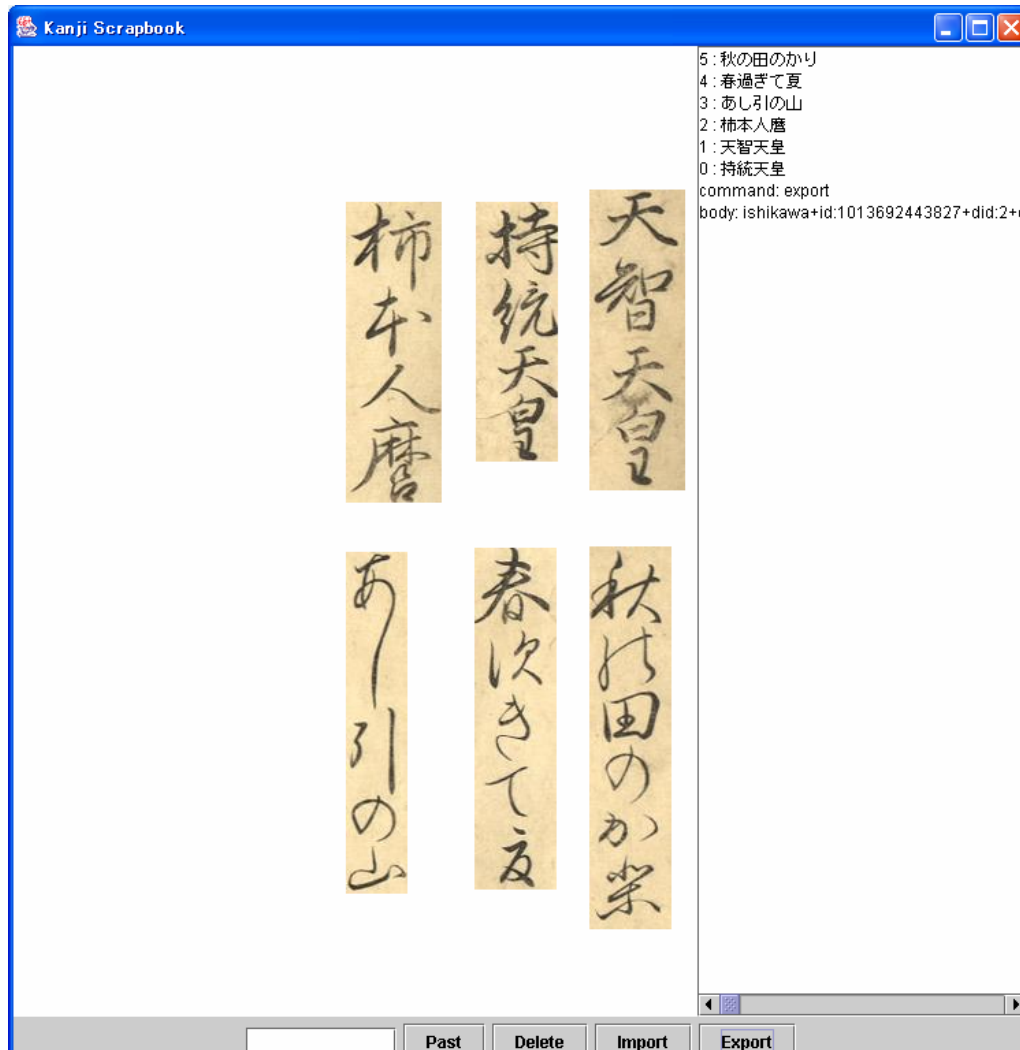 Kanji Scrapbook
天智天皇
持統天皇
柿本人麿
秋能田のか
春きて夏
あし引の山
5 : 秋の田のかり
4 : 春過ぎて夏
3 : あし引の山
2 : 柿本人麿
1 : 天智天皇
0 : 持統天皇
command: export
body: ishikawa+id:1013692443827+did:2+
Past
Delete
Import
Export